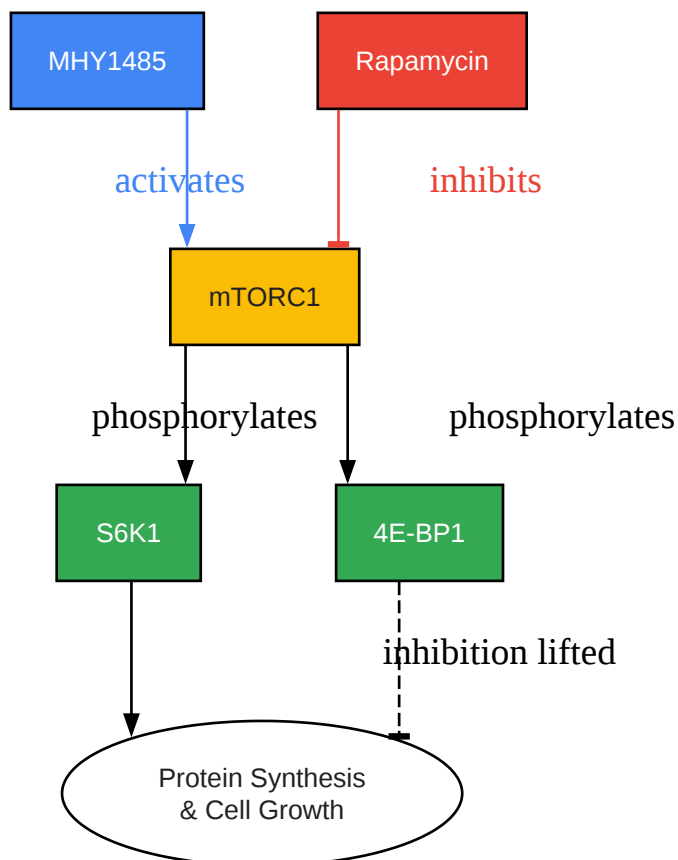 MHY1485
Rapamycin
activates
inhibits
mTORC1
phosphorylates
phosphorylates
S6K1
4E-BP1
inhibition lifted
Protein Synthesis
& Cell Growth